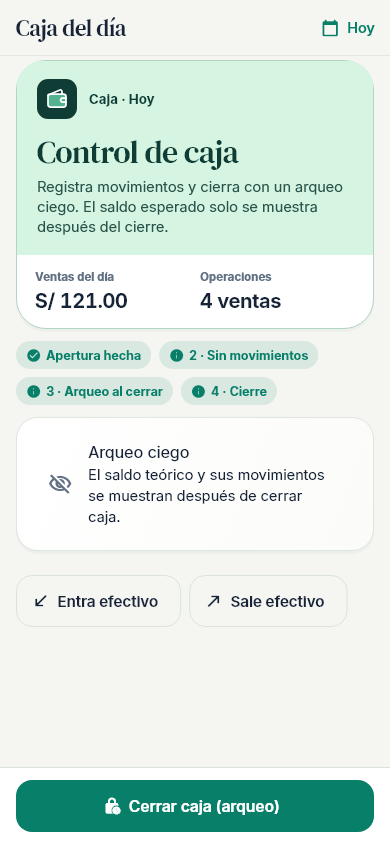 Caja del día
Hoy
Caja · Hoy
Control de caja
Registra movimientos y cierra con un arqueo
ciego. El saldo esperado solo se muestra
después del cierre.
Ventas del día
Operaciones
S/ 121.00
4 ventas
Apertura hecha
2 · Sin movimientos
3 · Arqueo al cerrar
4 · Cierre
Arqueo ciego
El saldo teórico y sus movimientos
se muestran después de cerrar
caja.
Entra efectivo
Sale efectivo
Cerrar caja (arqueo)